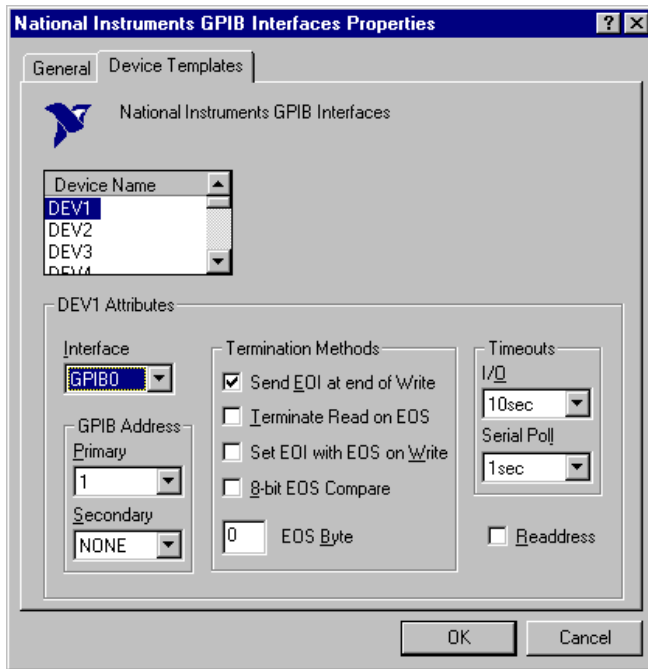 National Instruments GPIB Interfaces Properties
General
Device Templates
National Instruments GPIB Interfaces
Device Name
DEV1
DEV2
DEV3
DEV4
DEV1 Attributes
Interface
GPIB0
GPIB Address
Primary
1
Secondary
NONE
Termination Methods
Send EOI at end of Write
Terminate Read on EOS
Set EOI with EOS on Write
8-bit EOS Compare
0 EOS Byte
Timeouts
I/O
10sec
Serial Poll
1sec
Readdress
OK
Cancel